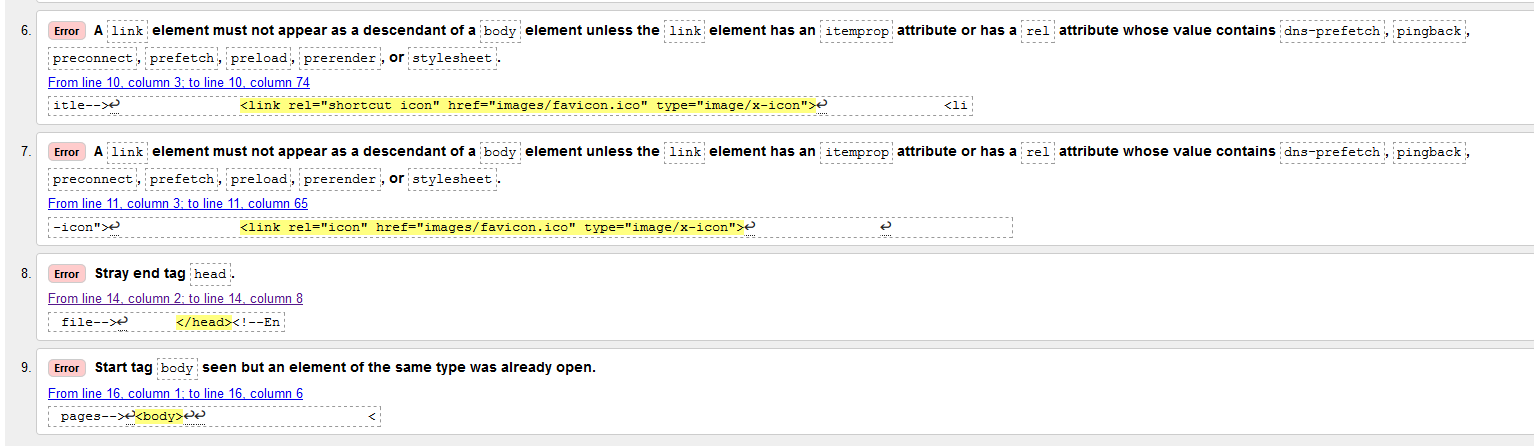 6. Error A link element must not appear as a descendant of a body element unless the link element has an itemprop attribute or has a rel attribute whose value contains dns-prefetch, pingback,
preconnect, prefetch, preload, prerender, or stylesheet.
From line 10, column 3; to line 10, column 74
itle-->↩ <link rel="shortcut icon" href="images/favicon.ico" type="image/x-icon">↩ <li
7. Error A link element must not appear as a descendant of a body element unless the link element has an itemprop attribute or has a rel attribute whose value contains dns-prefetch, pingback,
preconnect, prefetch, preload, prerender, or stylesheet.
From line 11, column 3; to line 11, column 65
-icon">↩ <link rel="icon" href="images/favicon.ico" type="image/x-icon">↩ ↩
8. Error Stray end tag head.
From line 14, column 2; to line 14, column 8
file-->↩ </head><!--En
9. Error Start tag body seen but an element of the same type was already open.
From line 16, column 1; to line 16, column 6
pages-->↩<body>↩↩ <